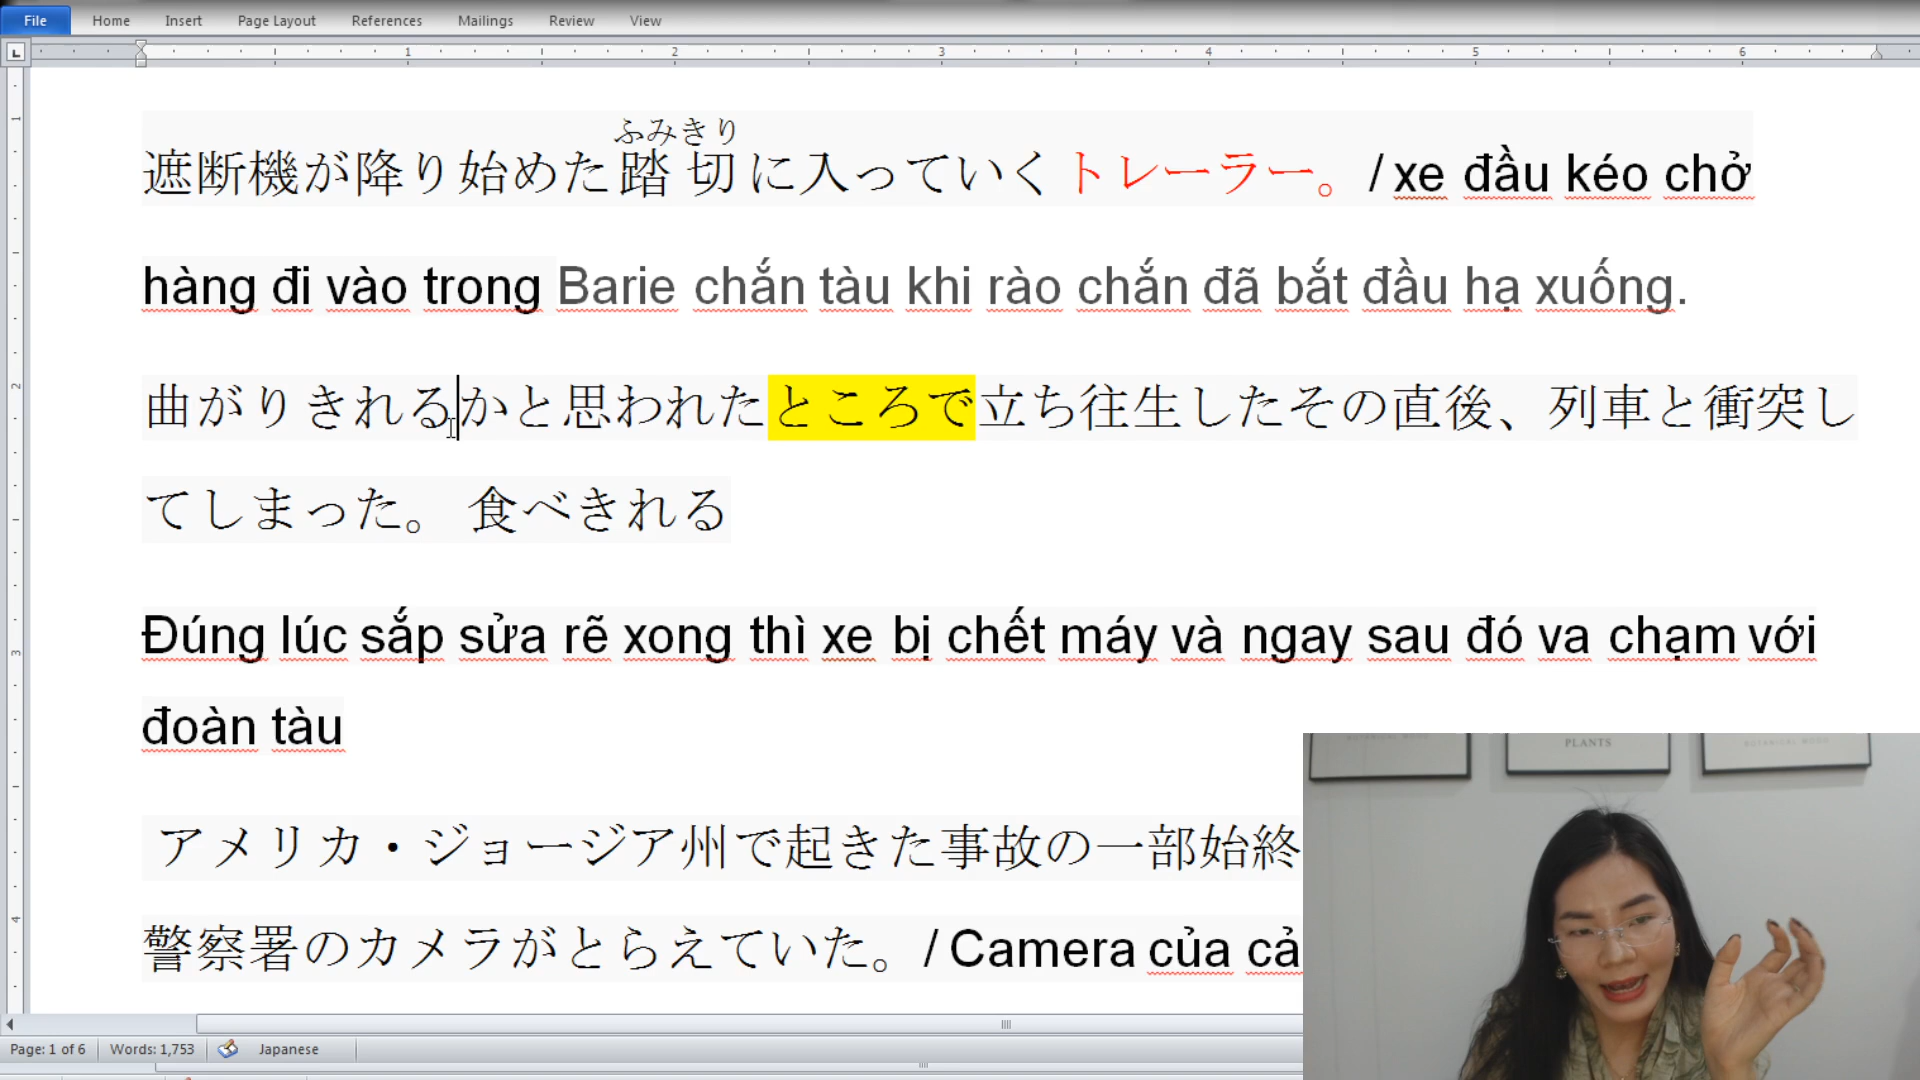 File Home Insert Page Layout References Mailings Review View
1 2 3 4 5 6
ふみきり
遮断機が降り始めた踏切に入っていくトレーラー。/ xe đầu kéo chở
hàng đi vào trong Barie chắn tàu khi rào chắn đã bắt đầu hạ xuống.
曲がりきれるかと思われたところで立ち往生したその直後、列車と衝突し
てしまった。 食べきれる
Đúng lúc sắp sửa rẽ xong thì xe bị chết máy và ngay sau đó va chạm với
đoàn tàu
PLANTS
アメリカ・ジョージア州で起きた事故の一部始終
警察署のカメラがとらえていた。/ Camera của cả
Page: 1 of 6 Words: 1,753 Japanese